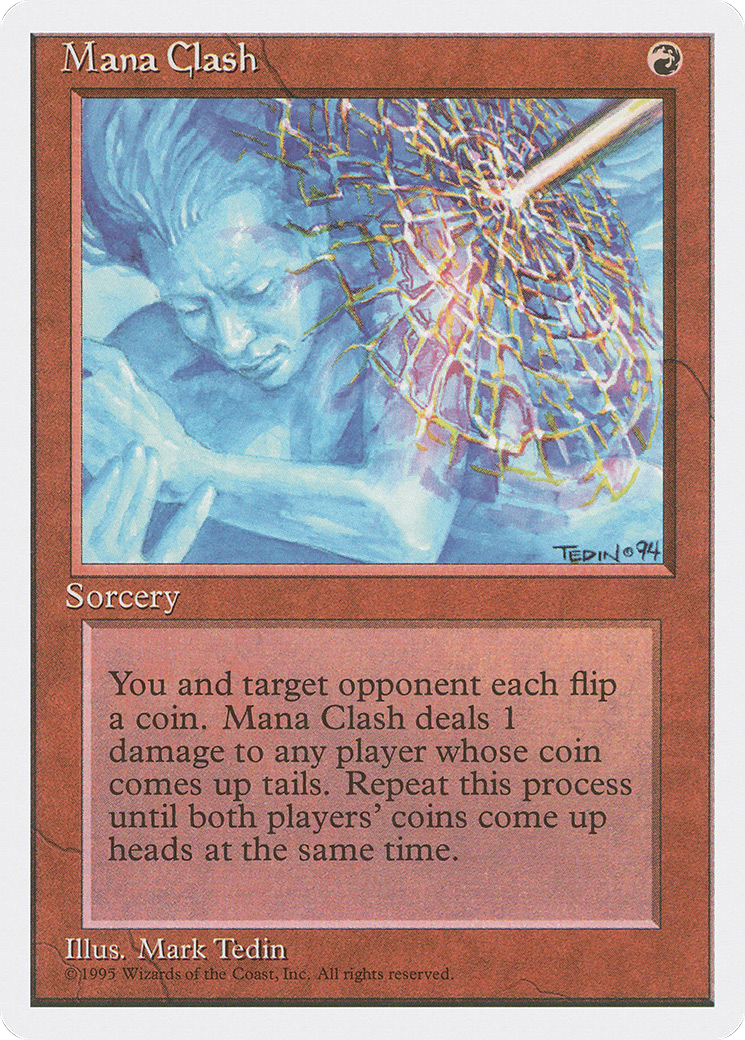 Mana Clash
TEDIN © 94
Sorcery
You and target opponent each flip
a coin. Mana Clash deals 1
damage to any player whose coin
comes up tails. Repeat this process
until both players' coins come up
heads at the same time.
Illus. Mark Tedin
©1995 Wizards of the Coast, Inc. All rights reserved.